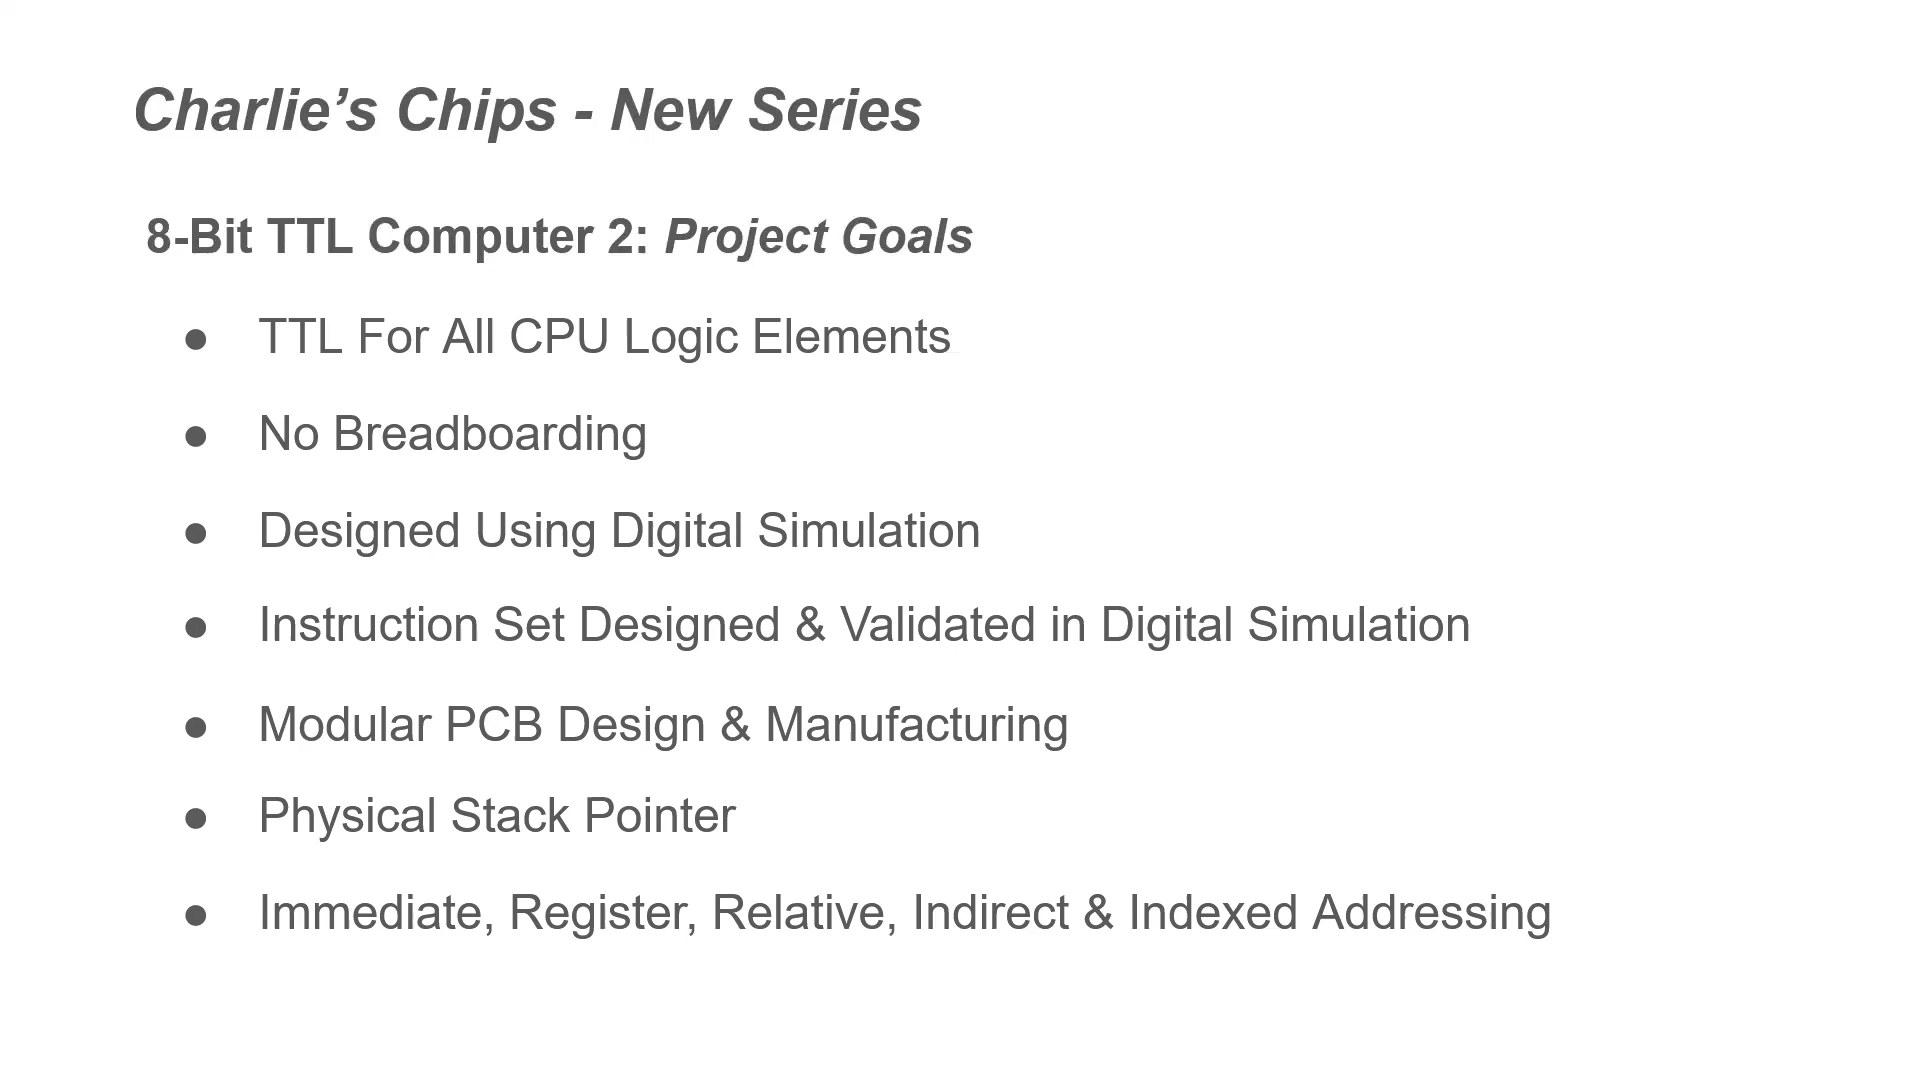 Charlie’s Chips - New Series
8-Bit TTL Computer 2: Project Goals
● TTL For All CPU Logic Elements
● No Breadboarding
● Designed Using Digital Simulation
● Instruction Set Designed & Validated in Digital Simulation
● Modular PCB Design & Manufacturing
● Physical Stack Pointer
● Immediate, Register, Relative, Indirect & Indexed Addressing